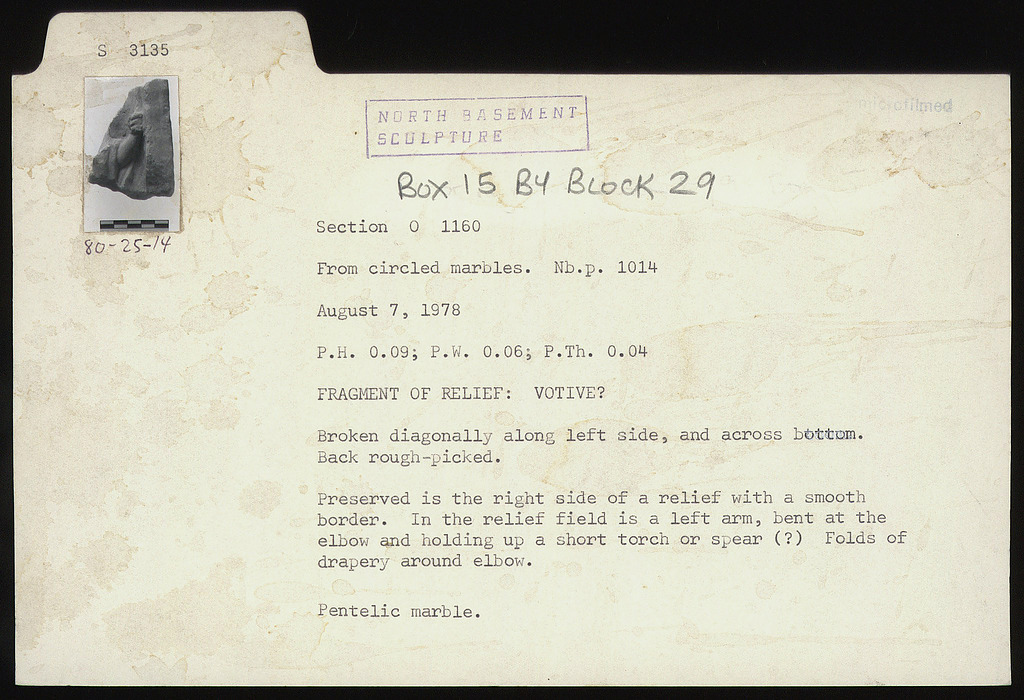 S 3135
80-25-14
microfilmed
NORTH BASEMENT
SCULPTURE
BOX 15 B4 BLOCK 29
Section O 1160
From circled marbles. Nb.p. 1014
August 7, 1978
P.H. 0.09; P.W. 0.06; P.Th. 0.04
FRAGMENT OF RELIEF: VOTIVE?
Broken diagonally along left side, and across bottom.
Back rough-picked.
Preserved is the right side of a relief with a smooth
border. In the relief field is a left arm, bent at the
elbow and holding up a short torch or spear (?) Folds of
drapery around elbow.
Pentelic marble.